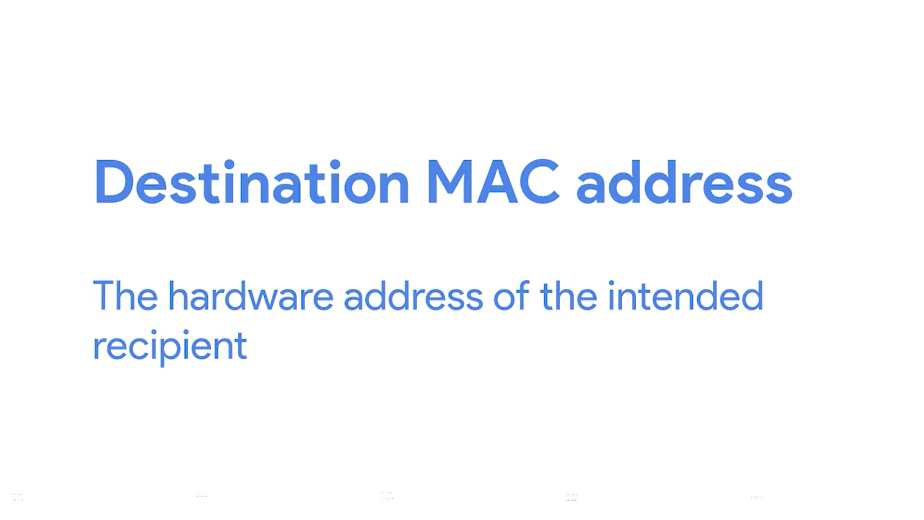 Destination MAC address
The hardware address of the intended
recipient